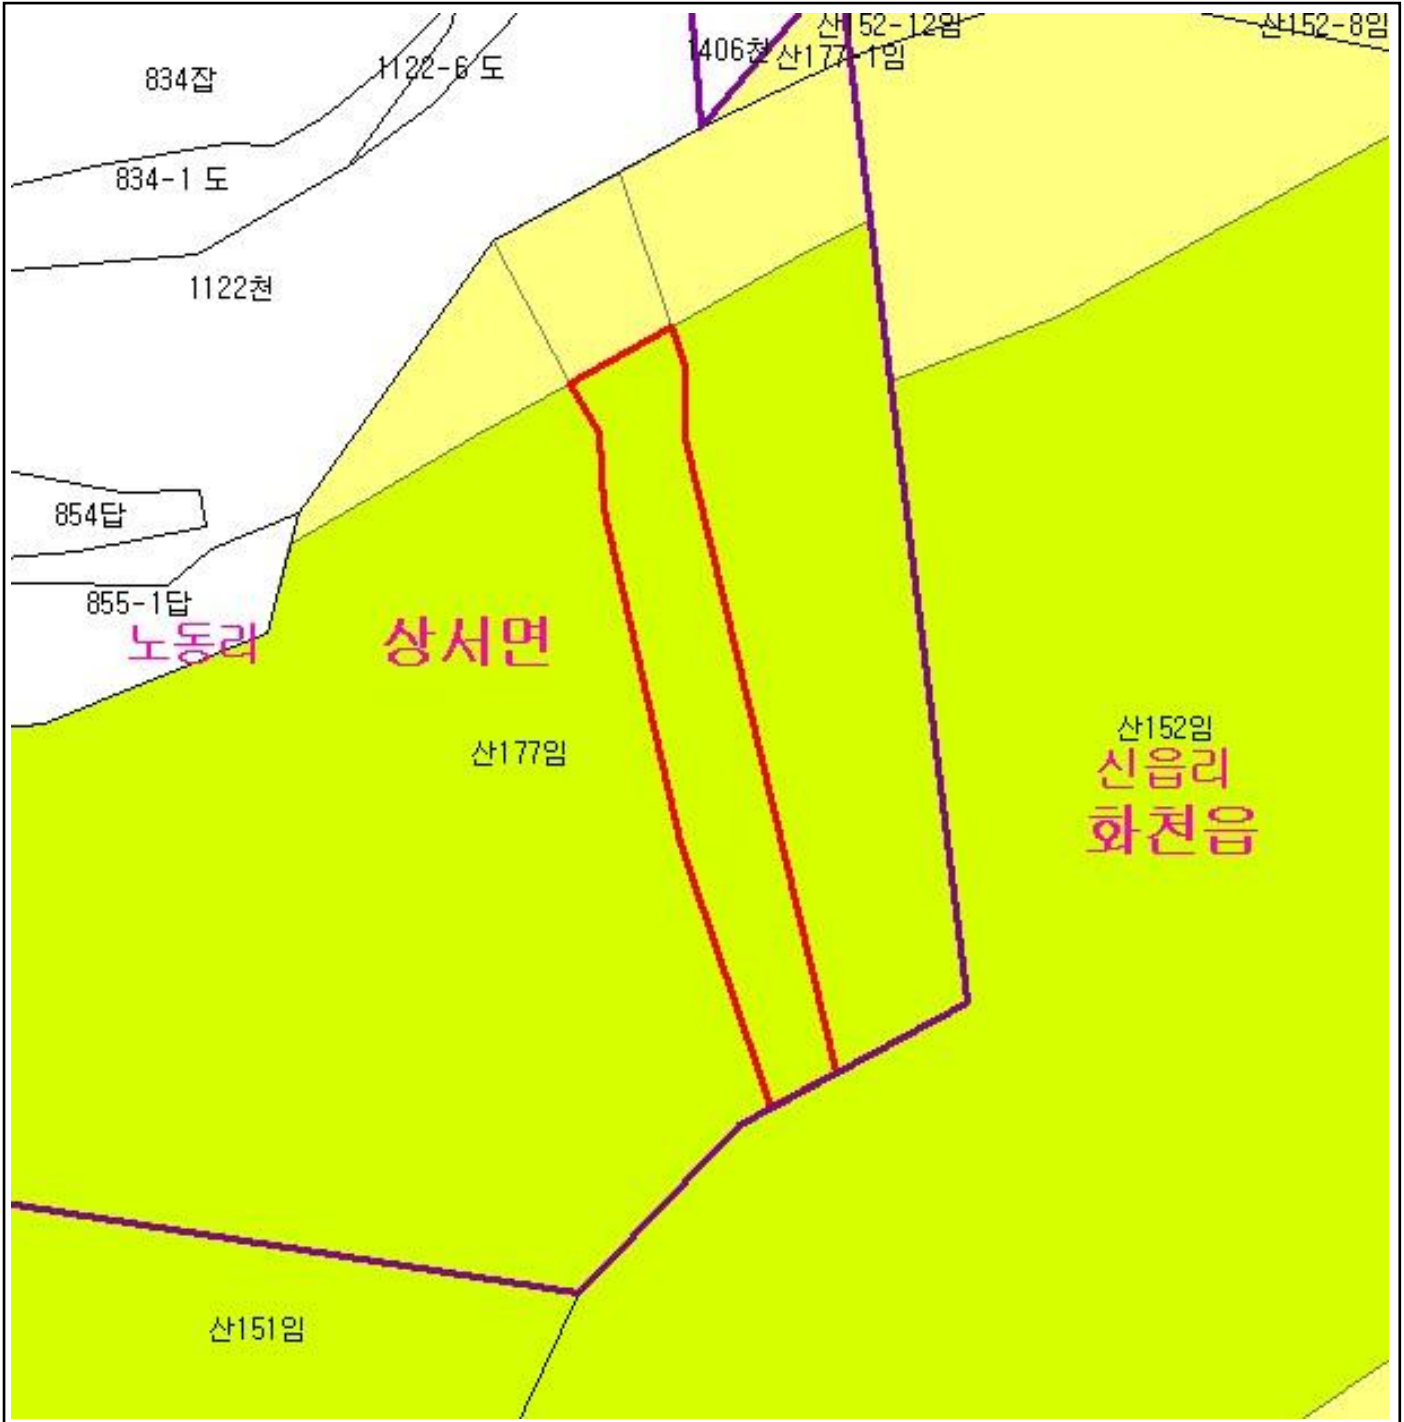 산152-12임
산152-8임
1406천
산177-1임
834잡
1122-6 도
834-1 도
1122천
854답
855-1답
노동리
상서면
산177임
산152임
신읍리
화천읍
산151임